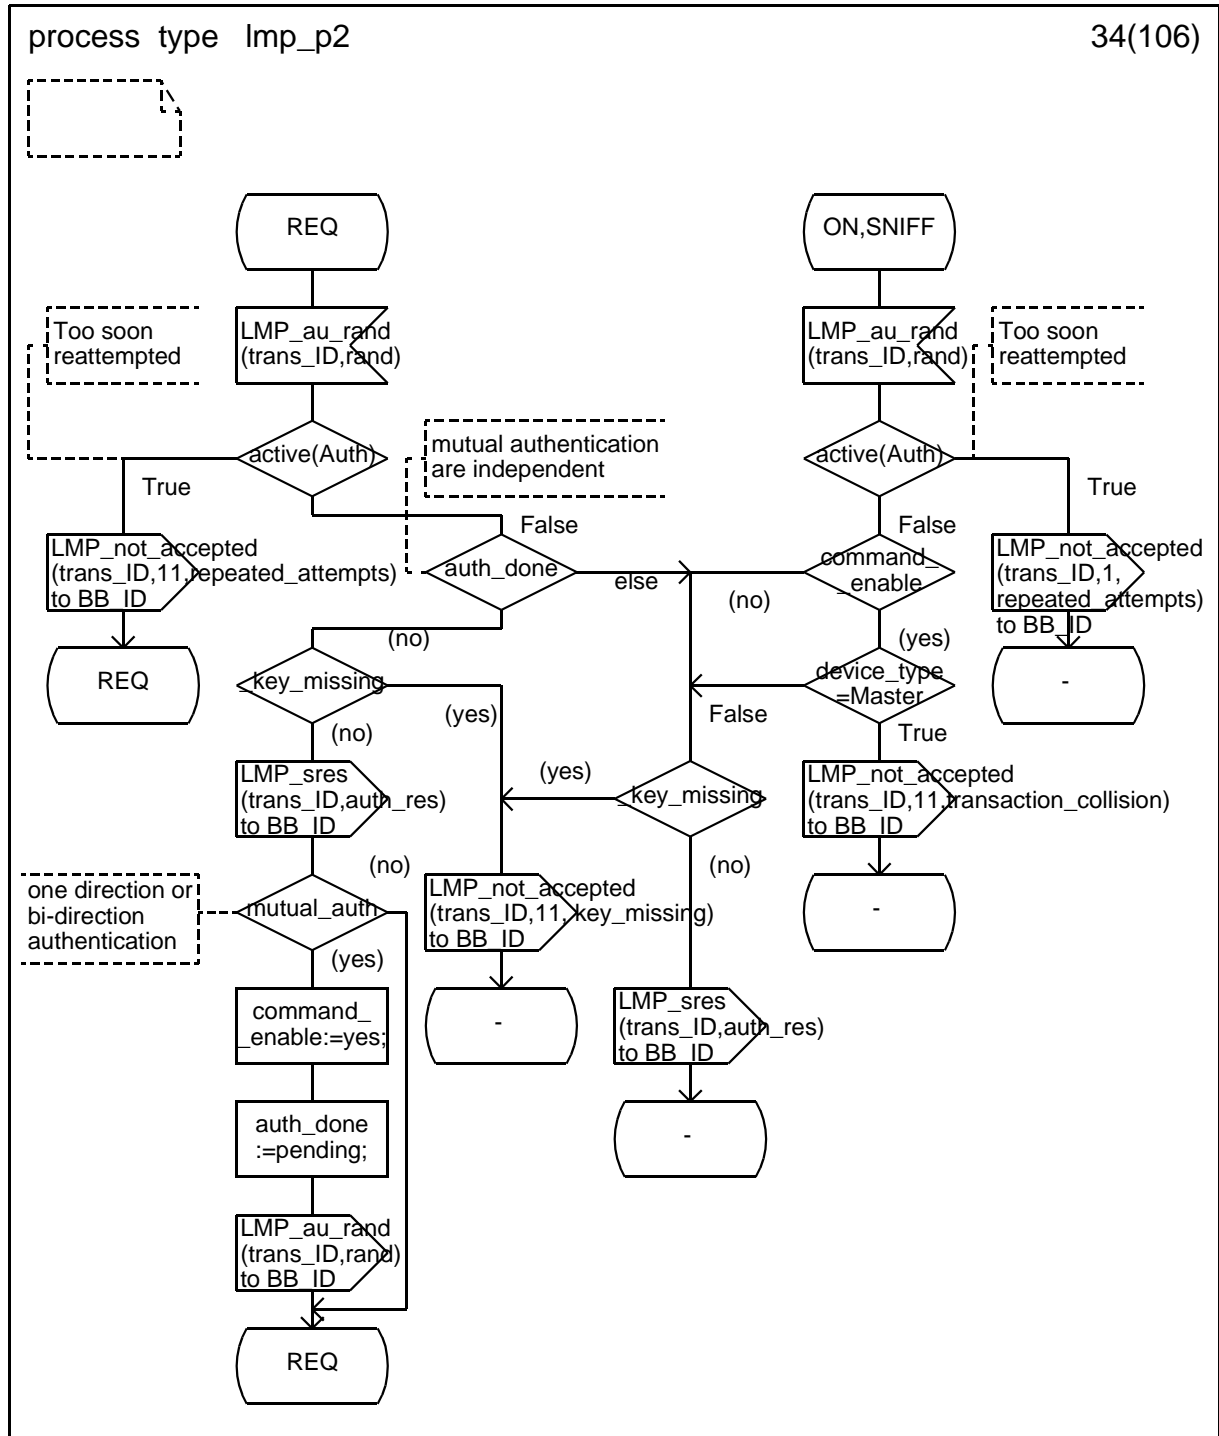 process type lmp_p2
34(106)
REQ
ON,SNIFF
Too soon
reattempted
LMP_au_rand
(trans_ID,rand)
LMP_au_rand
(trans_ID,rand)
Too soon
reattempted
active(Auth)
mutual authentication
are independent
active(Auth)
True
True
False
False
LMP_not_accepted
(trans_ID,11,repeated_attempts)
to BB_ID
auth_done
else
command_
_enable
(no)
LMP_not_accepted
(trans_ID,1,
repeated_attempts)
to BB_ID
(no)
(yes)
REQ
_key_missing
device_type
=Master
-
(yes)
False
(no)
True
LMP_sres
(trans_ID,auth_res)
to BB_ID
(yes)
_key_missing
LMP_not_accepted
(trans_ID,11,transaction_collision)
to BB_ID
(no)
(no)
one direction or
bi-direction
authentication
mutual_auth
LMP_not_accepted
(trans_ID,11, key_missing)
to BB_ID
-
(yes)
command_
_enable:=yes;
-
LMP_sres
(trans_ID,auth_res)
to BB_ID
auth_done
:=pending;
-
LMP_au_rand
(trans_ID,rand)
to BB_ID
REQ